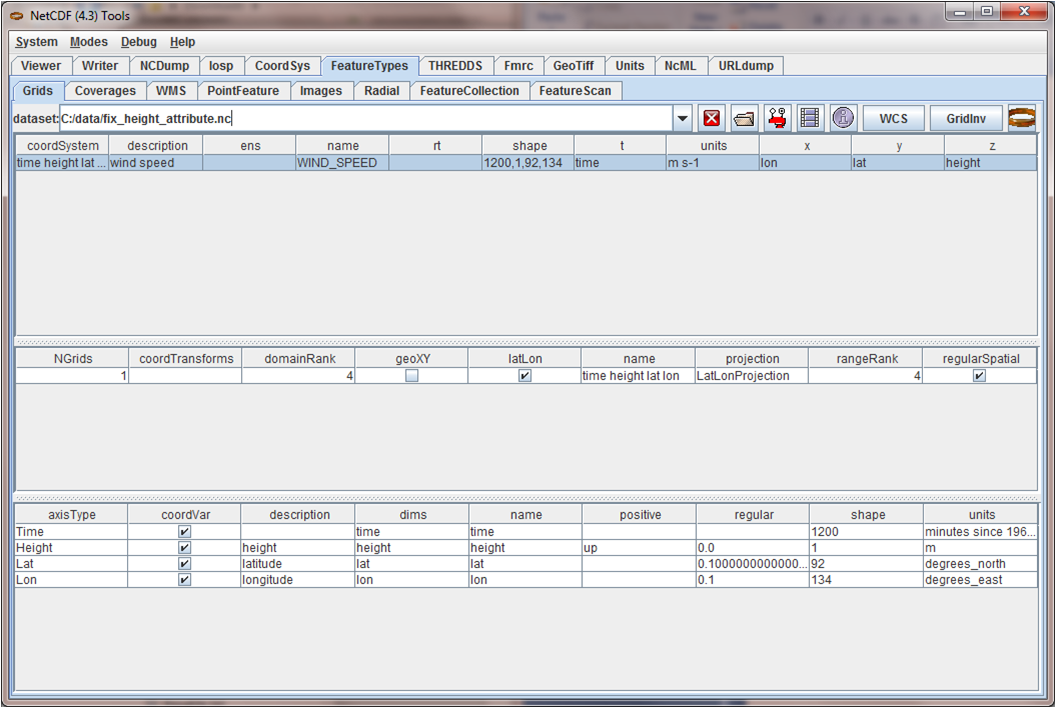 NetCDF (4.3) Tools
System Modes Debug Help
Viewer Writer NCDump Iosp CoordSys FeatureTypes THREDDS Fmrc GeoTiff Units NcML URLdump
Grids Coverages WMS PointFeature Images Radial FeatureCollection FeatureScan
dataset: C:/data/fix_height_attribute.nc WCS GridInv
coordSystem description ens name rt shape t units x y z
time height lat ... wind speed WIND_SPEED 1200,1,92,134 time m s-1 lon lat height
NGrids coordTransforms domainRank geoXY latLon name projection rangeRank regularSpatial
1 4 time height lat lon LatLonProjection 4
axisType coordVar description dims name positive regular shape units
Time time time 1200 minutes since 196...
Height height height height up 0.0 1 m
Lat latitude lat lat 0.1000000000000... 92 degrees_north
Lon longitude lon lon 0.1 134 degrees_east